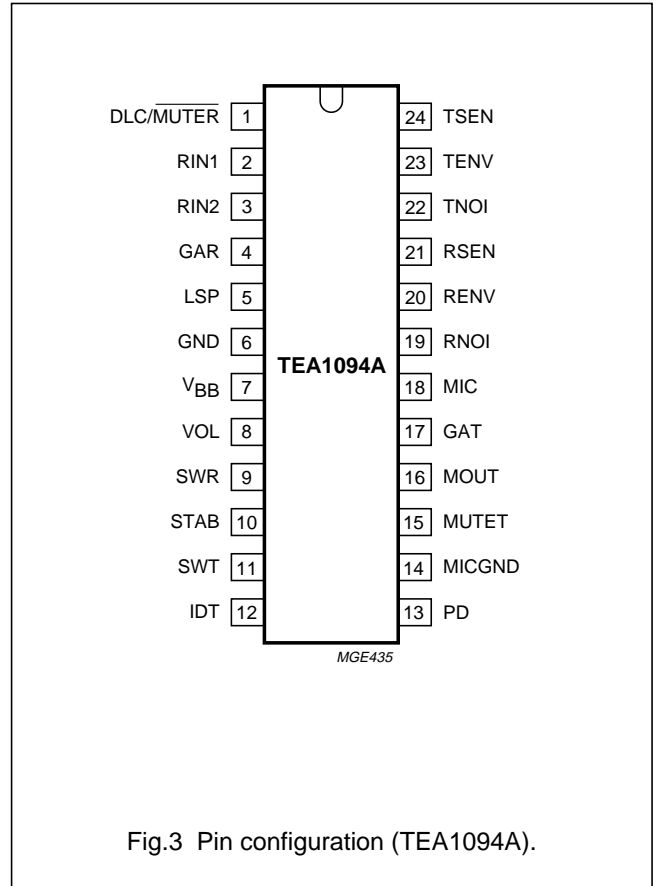 DLC/MUTER 1
RIN1 2
RIN2 3
GAR 4
LSP 5
GND 6
VBB 7
VOL 8
SWR 9
STAB 10
SWT 11
IDT 12
TEA1094A
24 TSEN
23 TENV
22 TNOI
21 RSEN
20 RENV
19 RNOI
18 MIC
17 GAT
16 MOUT
15 MUTET
14 MICGND
13 PD
MGE435
Fig.3 Pin configuration (TEA1094A).